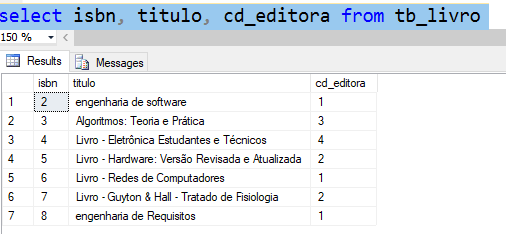 select isbn, titulo, cd_editora from tb_livro
150 %
Results Messages
isbn titulo cd_editora
1 2 engenharia de software 1
2 3 Algoritmos: Teoria e Prática 3
3 4 Livro - Eletrônica Estudantes e Técnicos 4
4 5 Livro - Hardware: Versão Revisada e Atualizada 2
5 6 Livro - Redes de Computadores 1
6 7 Livro - Guyton & Hall - Tratado de Fisiologia 2
7 8 engenharia de Requisitos 1